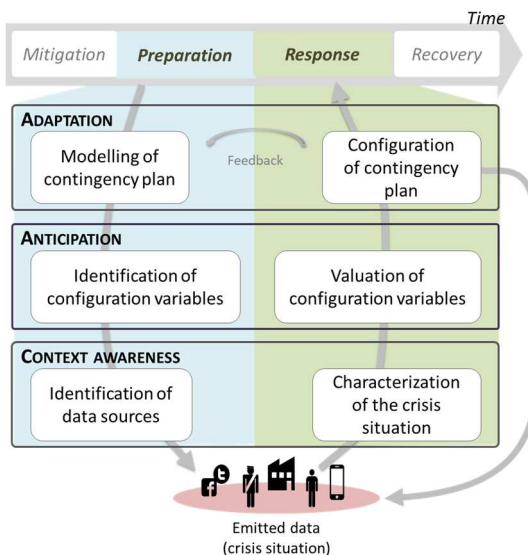 Time
Mitigation Preparation Response Recovery
ADAPTATION
Modelling of
contingency plan
Feedback
Configuration
of contingency
plan
ANTICIPATION
Identification of
configuration variables
Valuation of
configuration variables
CONTEXT AWARENESS
Identification of
data sources
Characterization
of the crisis
situation
Emitted data
(crisis situation)